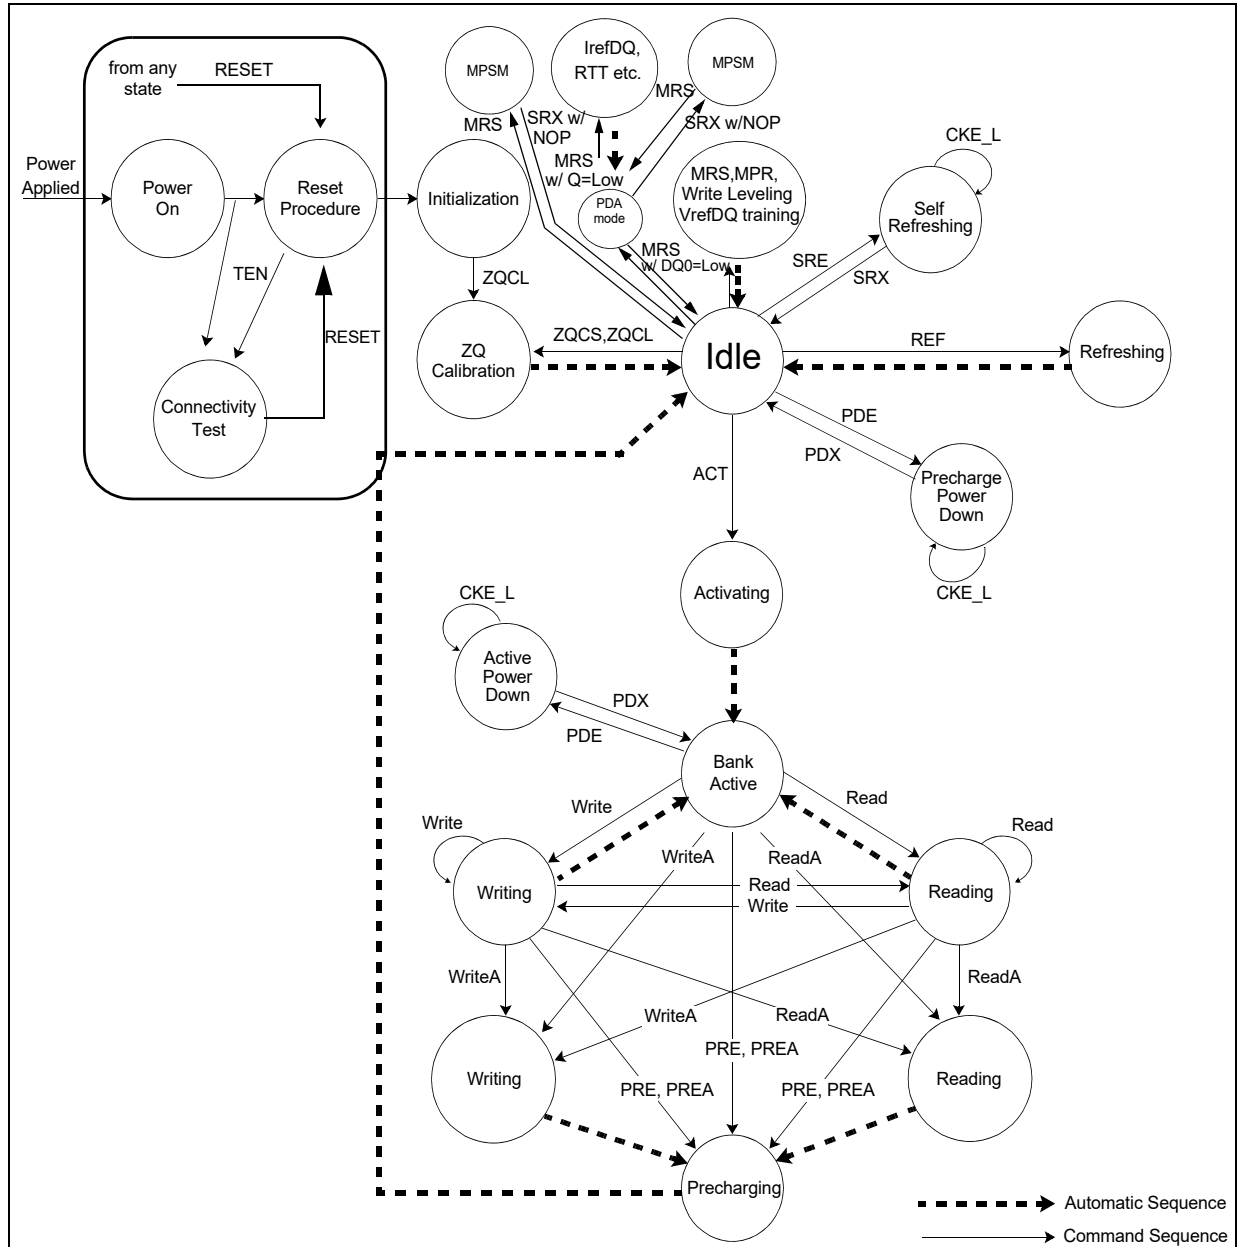 from any
state
RESET
Power
Applied
Power
On
Reset
Procedure
TEN
RESET
Connectivity
Test
MPSM
IrefDQ,
RTT etc.
MPSM
MRS
MRS
SRX w/
NOP
SRX w/NOP
MRS
w/ Q=Low
PDA
mode
MRS
w/ DQ0=Low
MRS,MPR,
Write Leveling
VrefDQ training
Initialization
ZQCL
ZQ
Calibration
ZQCS,ZQCL
CKE_L
Self
Refreshing
SRE
SRX
Idle
REF
Refreshing
PDE
PDX
Precharge
Power
Down
CKE_L
ACT
Activating
CKE_L
Active
Power
Down
PDX
PDE
Bank
Active
Write
Read
Write
Read
WriteA
ReadA
Writing
Read
Write
Reading
WriteA
ReadA
WriteA
ReadA
PRE, PREA
Writing
Reading
PRE, PREA
PRE, PREA
Precharging
Automatic Sequence
Command Sequence